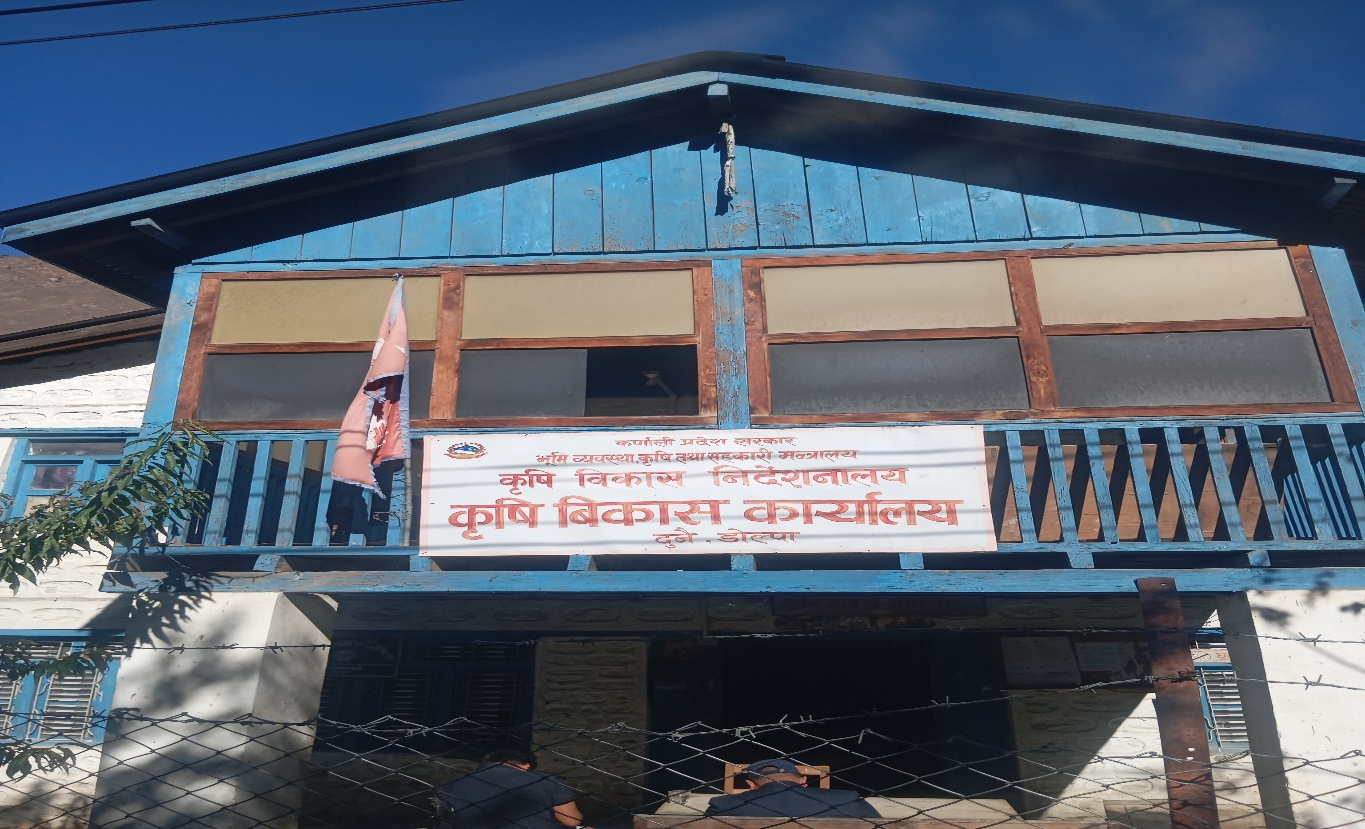 कर्णाली प्रदेश सरकार
भूमि व्यवस्था, कृषि तथा सहकारी मन्त्रालय
कृषि विकास निर्देशनालय
कृषि बिकास कार्यालय
दुनै, डोल्पा